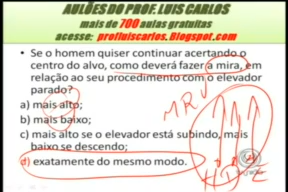 AULÕES DO PROF. LUIS CARLOS
mais de 700 aulas gratuitas
acesse: profluiscarlos.blogspot.com
• Se o homem quiser continuar acertando o
centro do alvo, como deverá fazer a mira, em
relação ao seu procedimento com o elevador
parado?
a) mais alto;
b) mais baixo;
c) mais alto se o elevador está subindo, mais
baixo se descendo;
d) exatamente do mesmo modo.
MRU